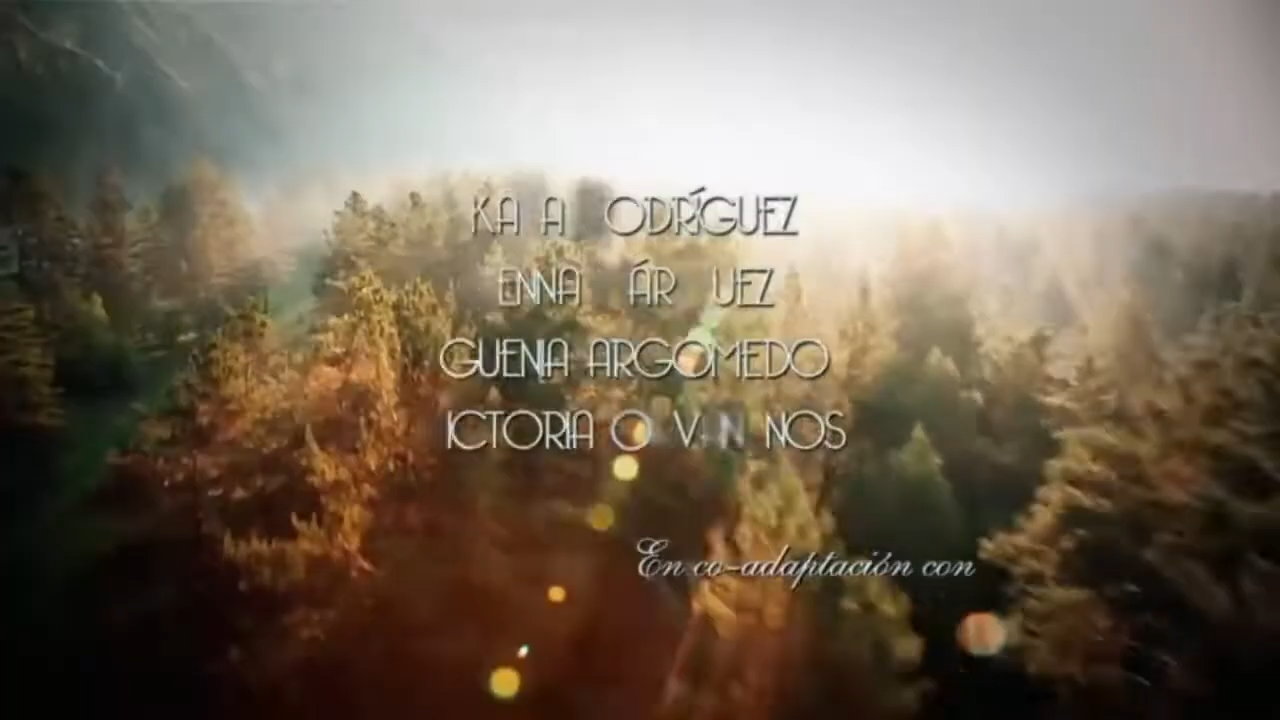 KA A ODRÍGUEZ
ENNA ÁR UEZ
GUENIA ARGOMEDO
ICTORIA O V N NOS
En co-adaptación con